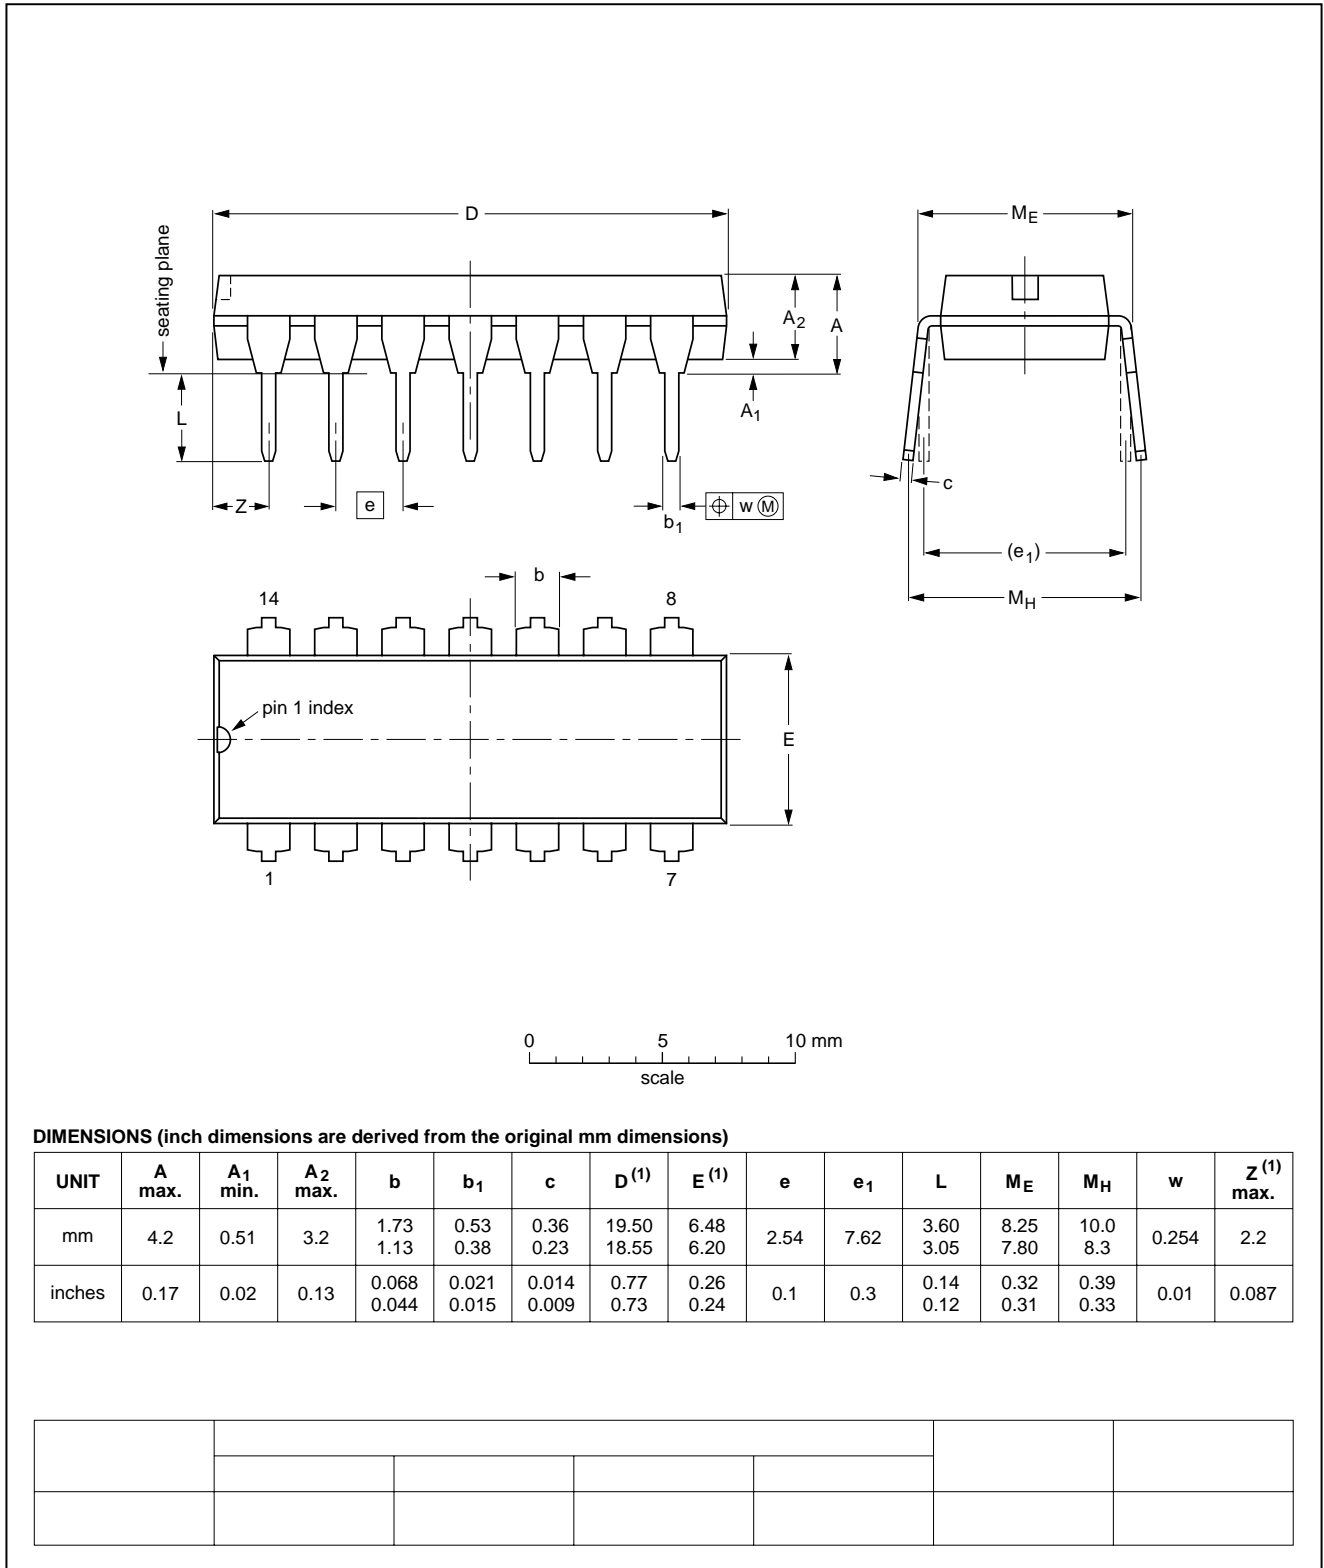 D
M_E
seating plane
A_2
A
A_1
L
Z
e
b_1
w M
c
(e_1)
M_H
b
14
8
pin 1 index
E
1
7
0
5
10 mm
scale
DIMENSIONS (inch dimensions are derived from the original mm dimensions)
UNIT A max. A_1 min. A_2 max. b b_1 c D^(1) E^(1) e e_1 L M_E M_H w Z^(1) max.
mm 4.2 0.51 3.2 1.73 1.13 0.53 0.38 0.36 0.23 19.50 18.55 6.48 6.20 2.54 7.62 3.60 3.05 8.25 7.80 10.0 8.3 0.254 2.2
inches 0.17 0.02 0.13 0.068 0.044 0.021 0.015 0.014 0.009 0.77 0.73 0.26 0.24 0.1 0.3 0.14 0.12 0.32 0.31 0.39 0.33 0.01 0.087